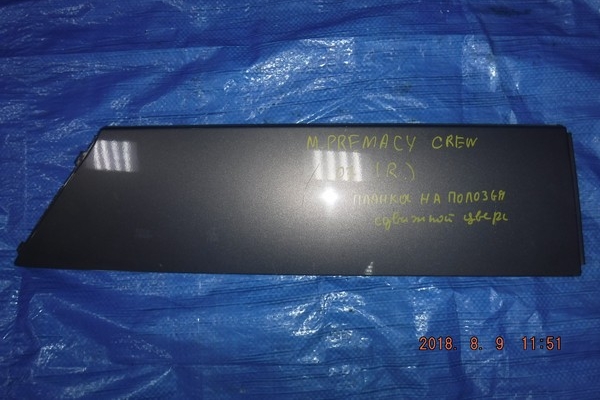 M. PREMACY CREW
(R)
ПЛАНКА НА ПОЛОЗЬЯ
сдвижной двери
2018. 8. 9 11:51